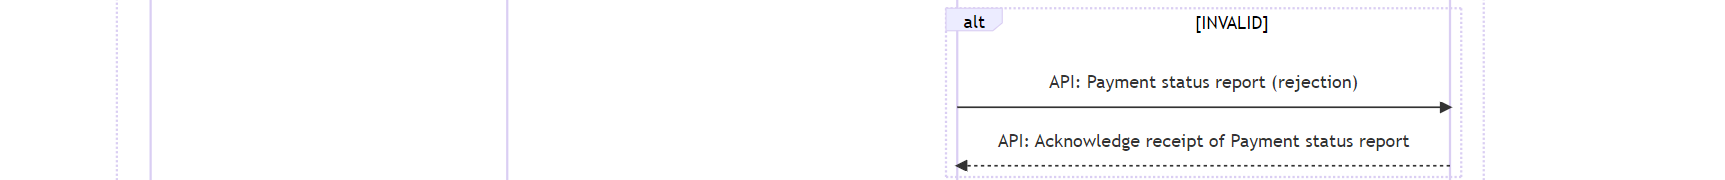 alt
[INVALID]
API: Payment status report (rejection)
API: Acknowledge receipt of Payment status report